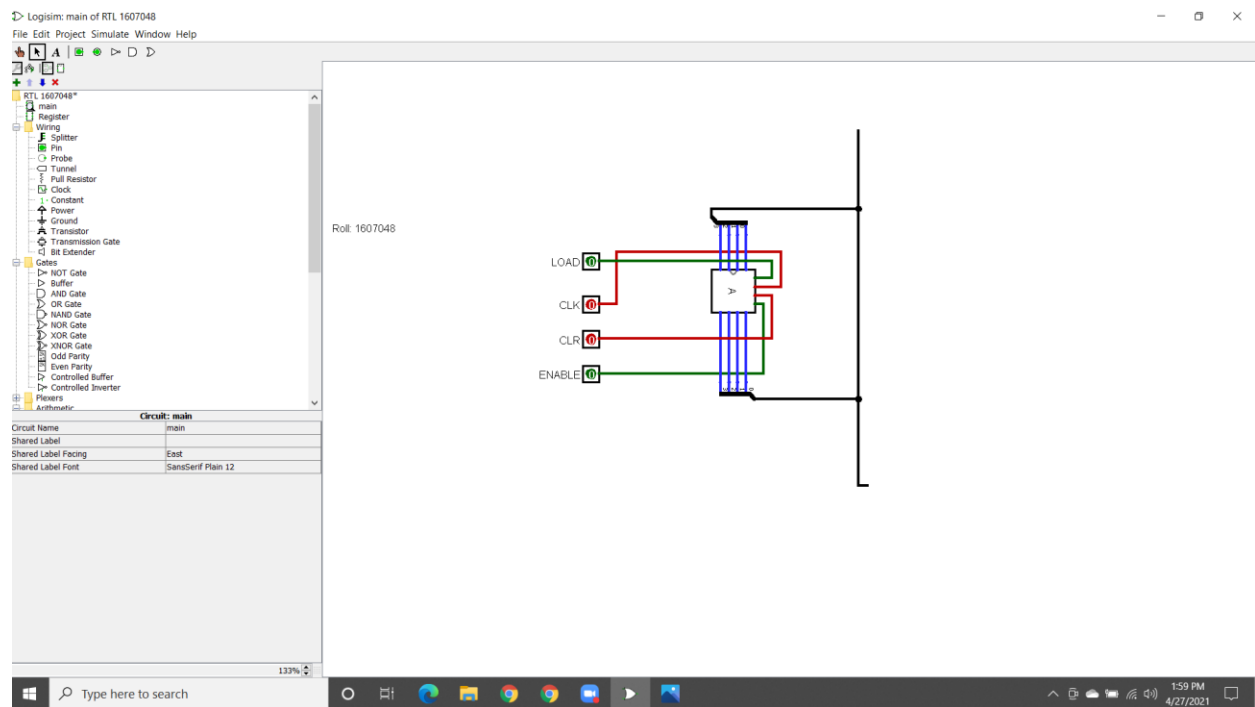 Logisim: main of RTL 1607048
File Edit Project Simulate Window Help
A
RTL 1607048*
main
Register
Wiring
Splitter
Pin
Probe
Tunnel
Pull Resistor
Clock
Constant
Power
Ground
Transistor
Transmission Gate
Bit Extender
Gates
NOT Gate
Buffer
AND Gate
OR Gate
NAND Gate
NOR Gate
XOR Gate
XNOR Gate
Odd Parity
Even Parity
Controlled Buffer
Controlled Inverter
Plexers
Arithmetic
Circuit: main
Circuit Name main
Shared Label
Shared Label Facing East
Shared Label Font SansSerif Plain 12
133%
Roll: 1607048
LOAD
CLK
CLR
ENABLE
A
Type here to search
1:59 PM
4/27/2021